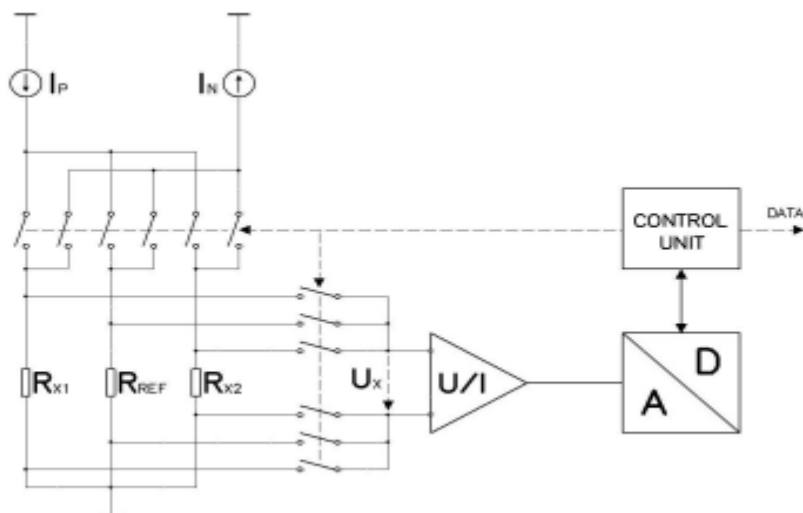 IP
IN
CONTROL
UNIT
DATA
RX1
RREF
RX2
UX
U/I
D
A